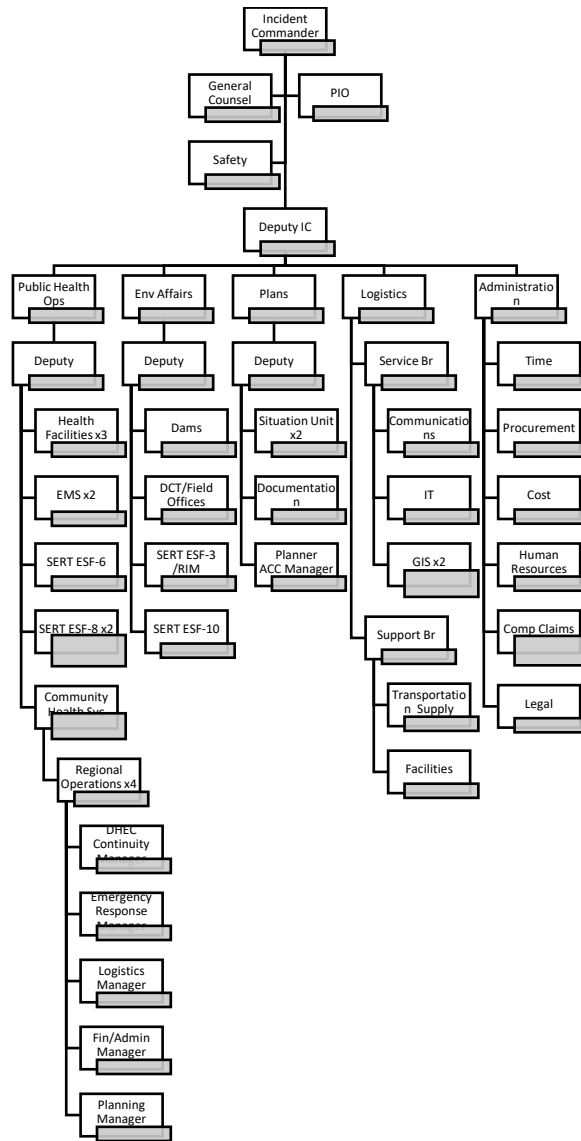 Incident
Commander
General
Counsel
PIO
Safety
Deputy IC
Public Health
Ops
Env Affairs
Plans
Logistics
Administratio
n
Deputy
Deputy
Deputy
Service Br
Time
Health
Facilities x3
Dams
Situation Unit
x2
Communicatio
ns
Procurement
EMS x2
DCT/Field
Offices
Documentatio
n
IT
Cost
SERT ESF-6
SERT ESF-3
/RIM
Planner
ACC Manager
GIS x2
Human
Resources
SERT ESF-8 x2
SERT ESF-10
Support Br
Comp Claims
Community
Health Svc
Transportatio
n Supply
Legal
Regional
Operations x4
Facilities
DHEC
Continuity
Manager
Emergency
Response
Manager
Logistics
Manager
Fin/Admin
Manager
Planning
Manager